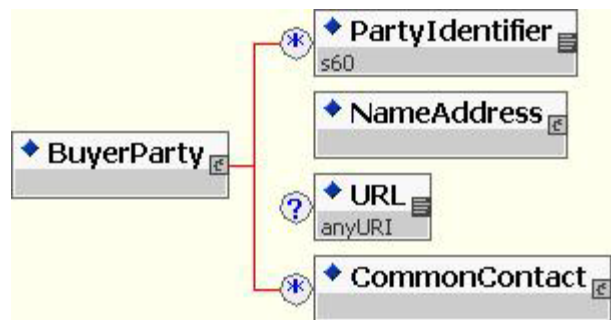 PartyIdentifier
s60
NameAddress
BuyerParty
URL
?
anyURI
CommonContact
*
*